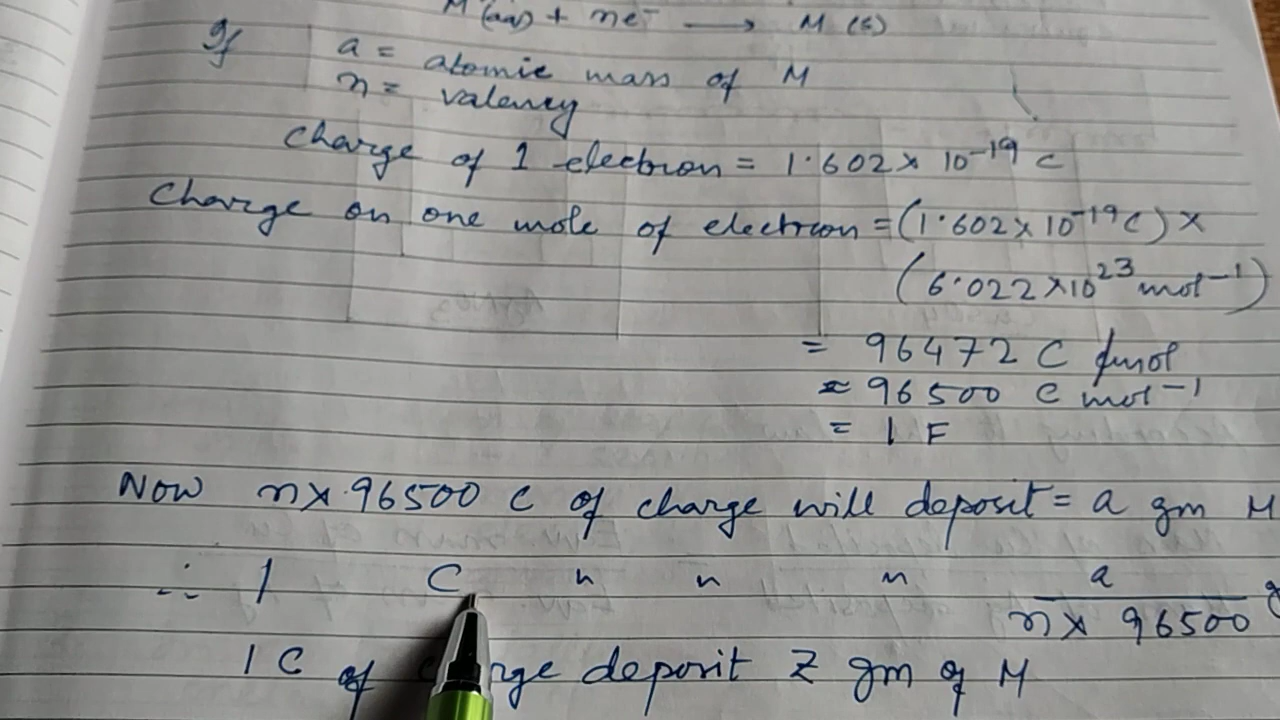 M (aq) + ne⁻ ⟶ M (s)
If a = atomic mass of M
n = valency
Charge of 1 electron = 1.602 × 10⁻¹⁹ C
Charge on one mole of electron = (1.602 × 10⁻¹⁹ C) ×
(6.022 × 10²³ mol⁻¹)
= 96472 C /mol
≈ 96500 C mol⁻¹
= 1 F
Now n × 96500 C of charge will deposit = a gm M
∴ 1 C " " " a / n × 96500 g
1 C of charge deposit Z gm of M